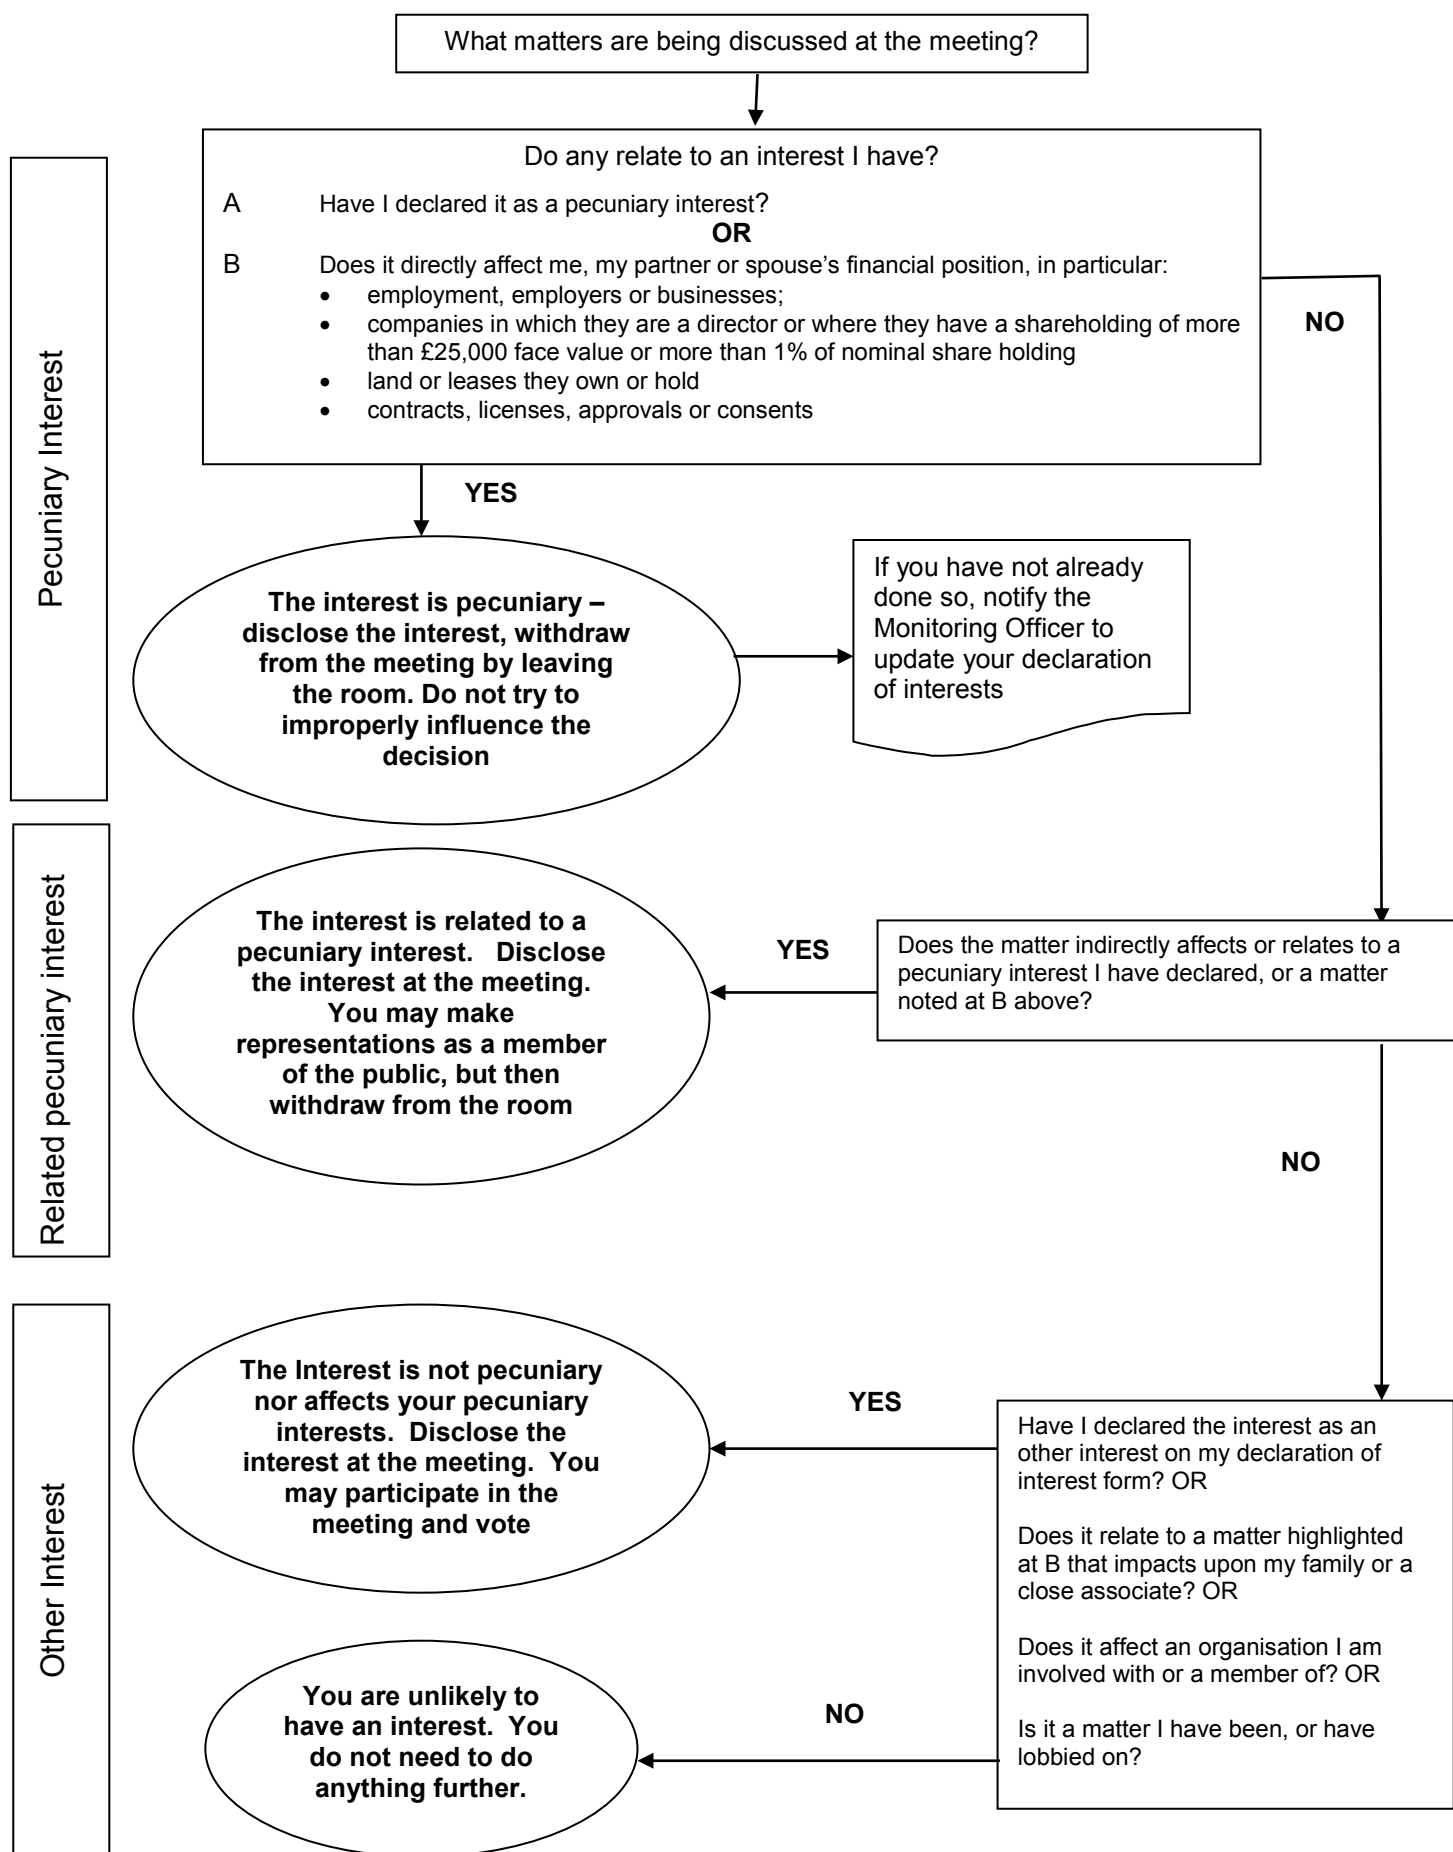 What matters are being discussed at the meeting?
Pecuniary Interest
Do any relate to an interest I have?
A Have I declared it as a pecuniary interest?
OR
B Does it directly affect me, my partner or spouse's financial position, in particular:
• employment, employers or businesses;
• companies in which they are a director or where they have a shareholding of more
than £25,000 face value or more than 1% of nominal share holding
• land or leases they own or hold
• contracts, licenses, approvals or consents
NO
YES
The interest is pecuniary –
disclose the interest, withdraw
from the meeting by leaving
the room. Do not try to
improperly influence the
decision
If you have not already
done so, notify the
Monitoring Officer to
update your declaration
of interests
Related pecuniary interest
Does the matter indirectly affects or relates to a
pecuniary interest I have declared, or a matter
noted at B above?
YES
The interest is related to a
pecuniary interest. Disclose
the interest at the meeting.
You may make
representations as a member
of the public, but then
withdraw from the room
NO
Other Interest
Have I declared the interest as an
other interest on my declaration of
interest form? OR
Does it relate to a matter highlighted
at B that impacts upon my family or a
close associate? OR
Does it affect an organisation I am
involved with or a member of? OR
Is it a matter I have been, or have
lobbied on?
YES
The Interest is not pecuniary
nor affects your pecuniary
interests. Disclose the
interest at the meeting. You
may participate in the
meeting and vote
NO
You are unlikely to
have an interest. You
do not need to do
anything further.